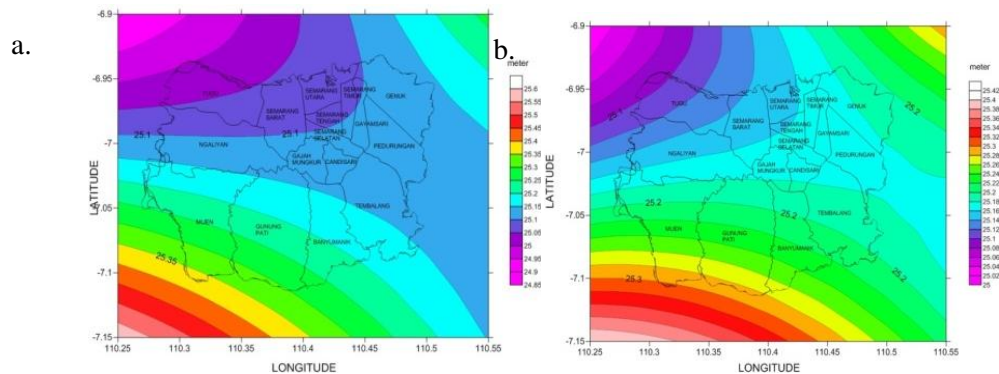 a.
-6.9
-6.95
-7
-7.05
-7.1
-7.15
LATITUDE
110.25 110.3 110.35 110.4 110.45 110.5 110.55
LONGITUDE
TUGU
SEMARANG BARAT
SEMARANG UTARA
SEMARANG TIMUR
SEMARANG TENGAH
SEMARANG SELATAN
GENUK
GAYAMSARI
PEDURUNGAN
NGALIYAN
GAJAH MUNGKUR
CANDISARI
TEMBALANG
MIJEN
GUNUNG PATI
BANYUMANIK
25.1
25.1
25.35
meter
25.6
25.55
25.5
25.45
25.4
25.35
25.3
25.25
25.2
25.15
25.1
25.05
25
24.95
24.9
24.85
b.
-6.9
-6.95
-7
-7.05
-7.1
-7.15
LATITUDE
110.25 110.3 110.35 110.4 110.45 110.5 110.55
LONGITUDE
TUGU
SEMARANG BARAT
SEMARANG UTARA
SEMARANG TIMUR
SEMARANG TENGAH
SEMARANG SELATAN
GENUK
GAYAMSARI
PEDURUNGAN
NGALIYAN
GAJAH MUNGKUR
CANDISARI
TEMBALANG
MIJEN
GUNUNG PATI
BANYUMANIK
25.1
25.2
25.2
25.2
25.2
25.3
meter
25.42
25.4
25.38
25.36
25.34
25.32
25.3
25.28
25.26
25.24
25.22
25.2
25.18
25.16
25.14
25.12
25.1
25.08
25.06
25.04
25.02
25